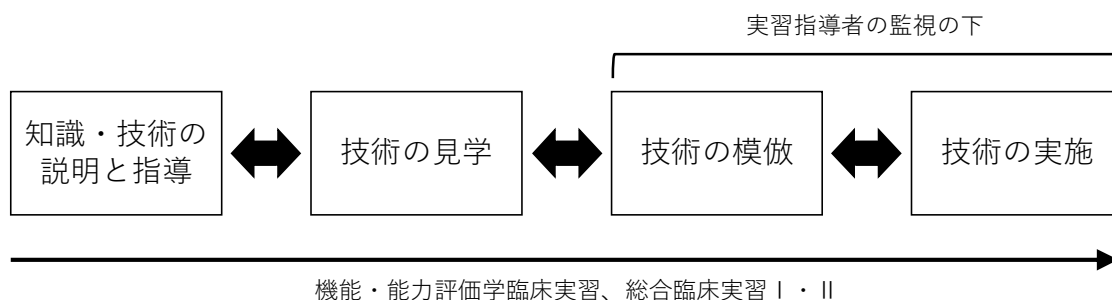 実習指導者の監視の下
知識・技術の
説明と指導
技術の見学
技術の模倣
技術の実施
機能・能力評価学臨床実習、総合臨床実習Ⅰ・Ⅱ